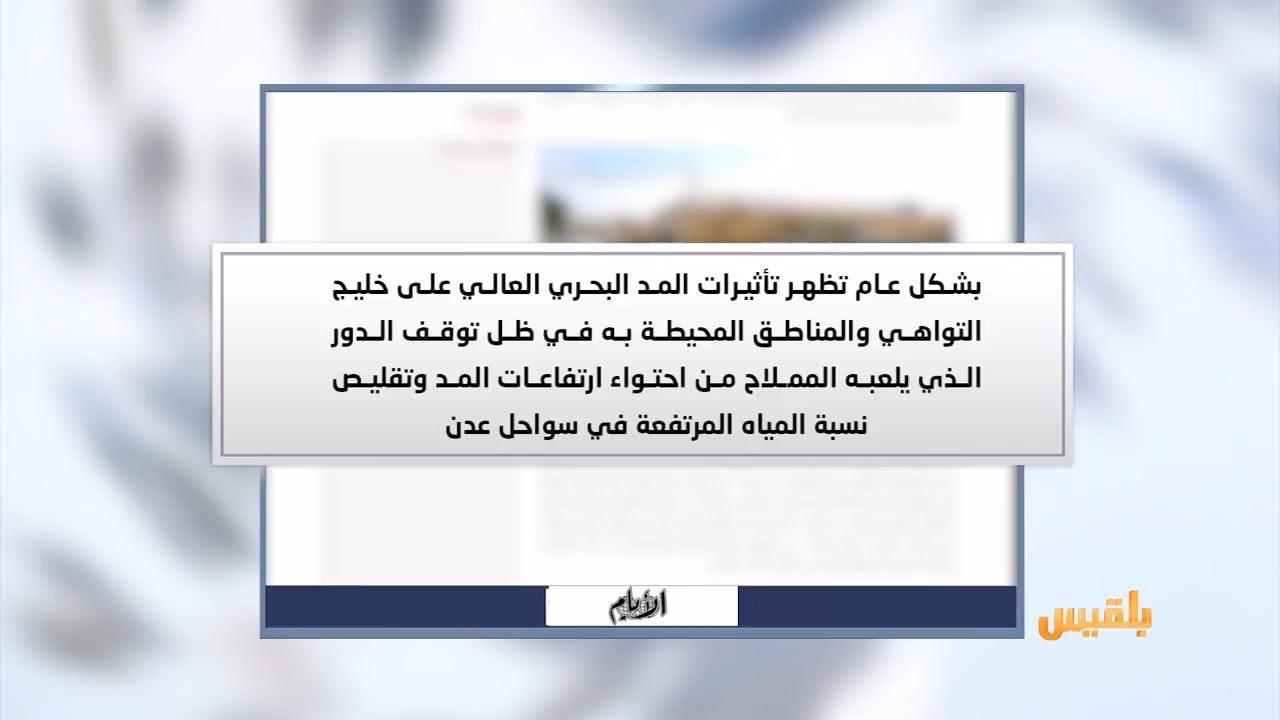 بشكل عام تظهر تأثيرات المد البحري العالي على خليج
التواهي والمناطق المحيطة به في ظل توقف الدور
الذي يلعبه المملاح من احتواء ارتفاعات المد وتقليص
نسبة المياه المرتفعة في سواحل عدن
الأيام
بلقيس